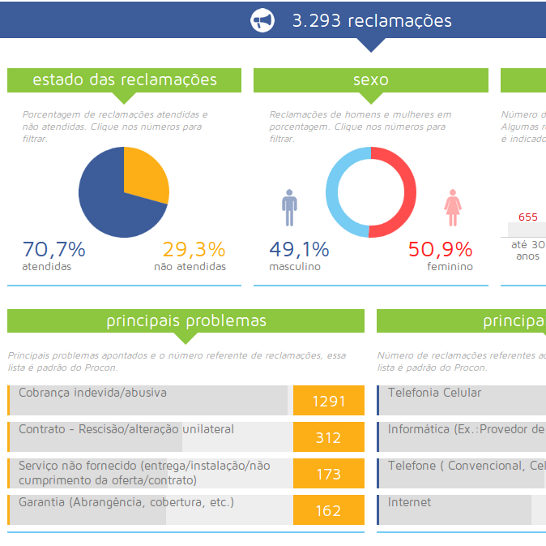 3.293 reclamações
estado das reclamações
Porcentagem de reclamações atendidas e
não atendidas. Clique nos números para
filtrar.
70,7%
atendidas
29,3%
não atendidas
sexo
Reclamações de homens e mulheres em
porcentagem. Clique nos números para
filtrar.
49,1%
masculino
50,9%
feminino
Número d
Algumas r
é indicado
655
até 30
anos
principais problemas
Principais problemas apontados e o número referente de reclamações, essa
lista é padrão do Procon.
Cobrança indevida/abusiva
1291
Contrato – Rescisão/alteração unilateral
312
Serviço não fornecido (entrega/instalação/não
cumprimento da oferta/contrato)
173
Garantia (Abrangência, cobertura, etc.)
162
principa
Número de reclamações referentes ao
lista é padrão do Procon.
Telefonia Celular
Informática (Ex.:Provedor de
Telefone ( Convencional, Cel
Internet